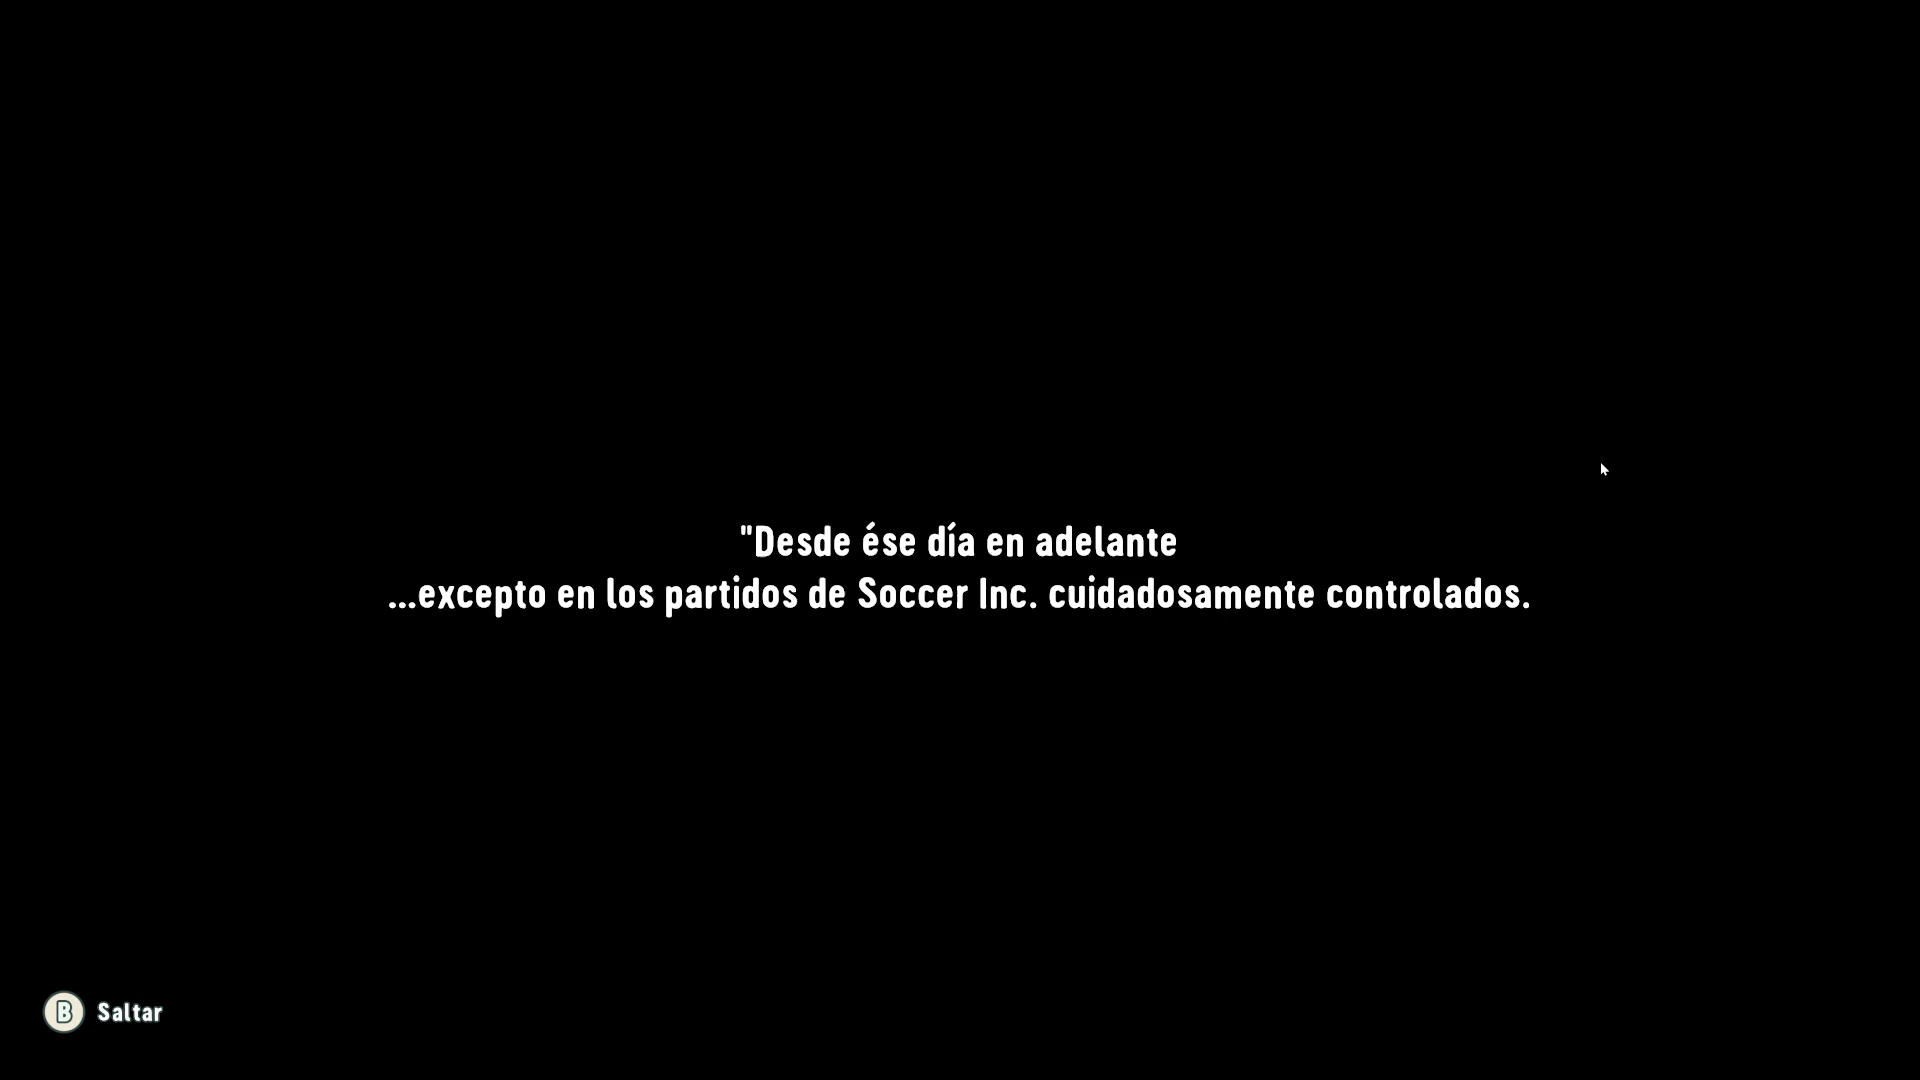 "Desde ése día en adelante
...excepto en los partidos de Soccer Inc. cuidadosamente controlados.
B Saltar